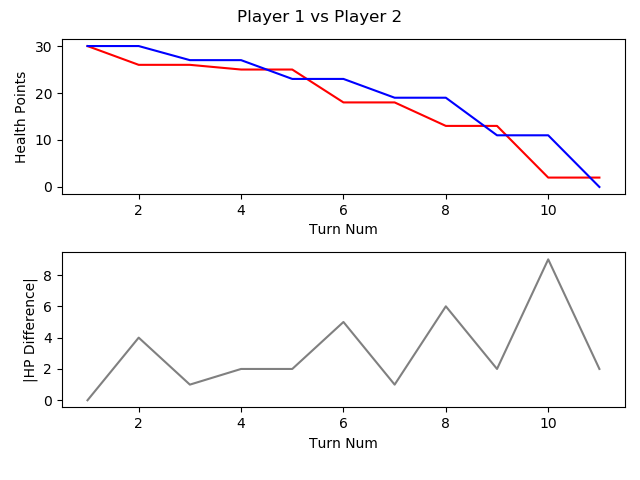 Player 1 vs Player 2
30
20
10
0
Health Points
2 4 6 8 10
Turn Num
8
6
4
2
0
|HP Difference|
2 4 6 8 10
Turn Num